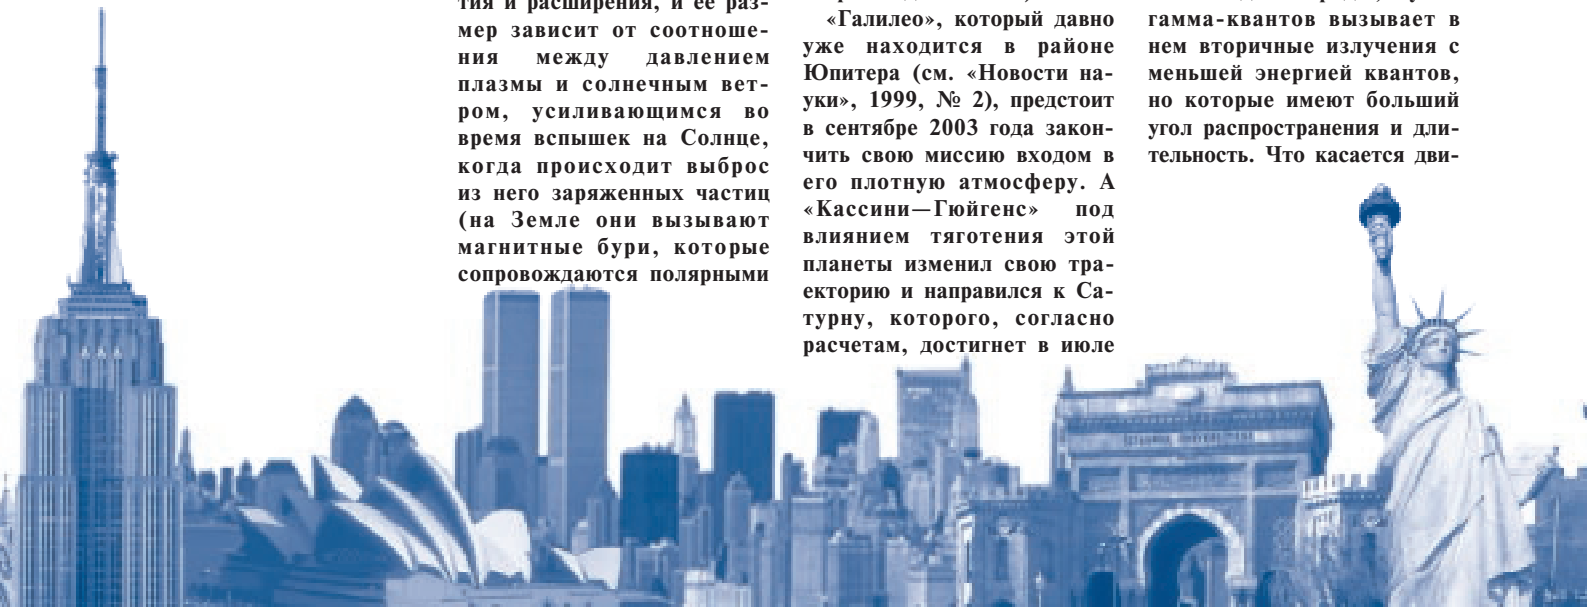 тия и расширения, и ее раз-
мер зависит от соотноше-
ния между давлением
плазмы и солнечным вет-
ром, усиливающимся во
время вспышек на Солнце,
когда происходит выброс
из него заряженных частиц
(на Земле они вызывают
магнитные бури, которые
сопровождаются полярными
«Галилео», который давно
уже находится в районе
Юпитера (см. «Новости на-
уки», 1999, № 2), предстоит
в сентябре 2003 года закон-
чить свою миссию входом в
его плотную атмосферу. А
«Кассини—Гюйгенс» под
влиянием тяготения этой
планеты изменил свою тра-
екторию и направился к Са-
турну, которого, согласно
расчетам, достигнет в июле
гамма-квантов вызывает в
нем вторичные излучения с
меньшей энергией квантов,
но которые имеют больший
угол распространения и дли-
тельность. Что касается дви-